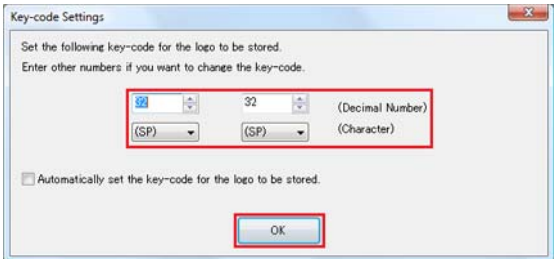 Key-code Settings
Set the following key-code for the logo to be stored.
Enter other numbers if you want to change the key-code.
32 32 (Decimal Number)
(SP) (SP) (Character)
Automatically set the key-code for the logo to be stored.
OK